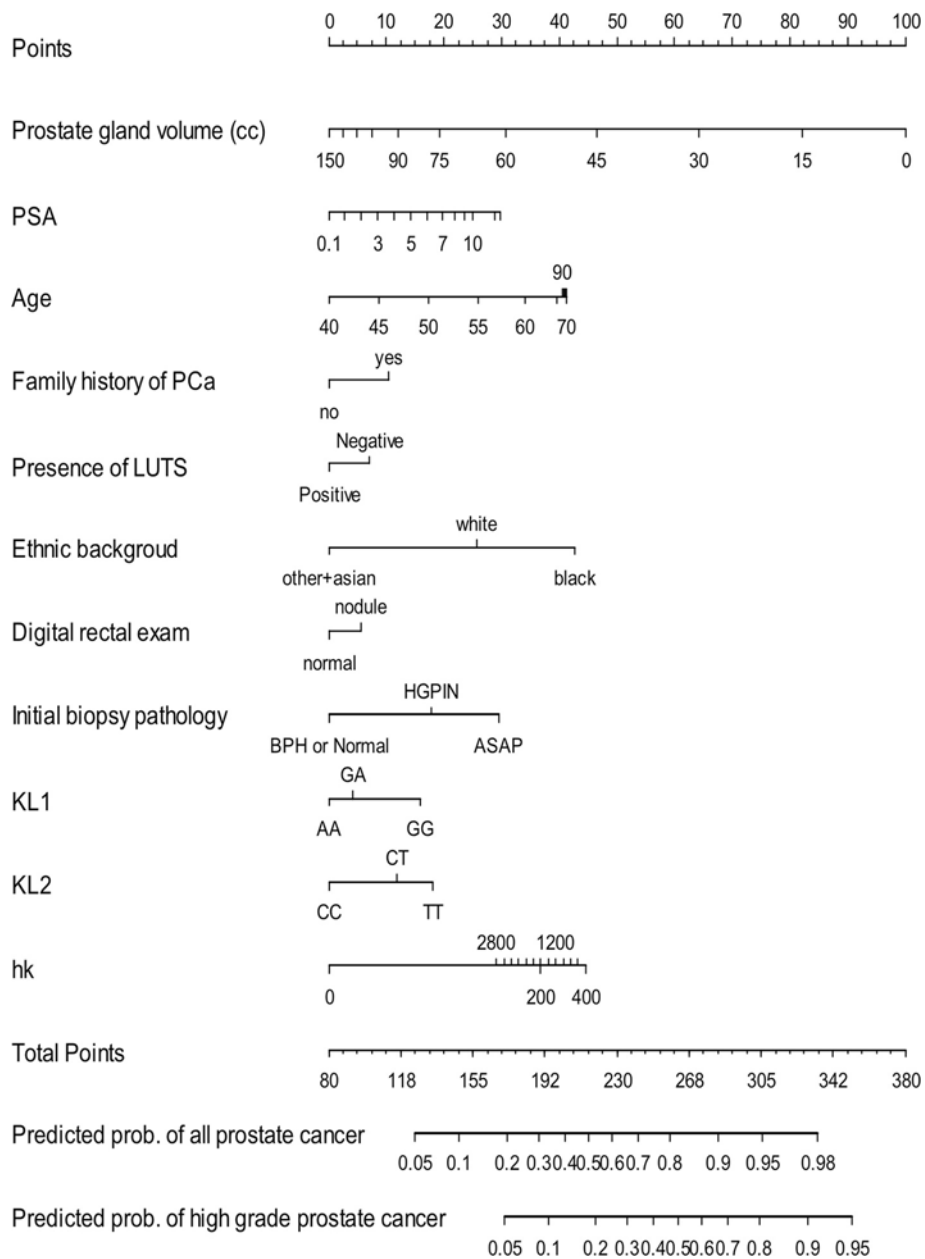 0 10 20 30 40 50 60 70 80 90 100
Points
Prostate gland volume (cc)
150 90 75 60 45 30 15 0
PSA
0.1 3 5 7 10
90
Age
40 45 50 55 60 70
yes
Family history of PCa
no
Negative
Presence of LUTS
Positive
white
Ethnic backgroud
other+asian black
nodule
Digital rectal exam
normal
HGPIN
Initial biopsy pathology
BPH or Normal ASAP
GA
KL1
AA GG
CT
KL2
CC TT
2800 1200
hk
0 200 400
Total Points
80 118 155 192 230 268 305 342 380
Predicted prob. of all prostate cancer
0.05 0.1 0.2 0.3 0.4 0.5 0.6 0.7 0.8 0.9 0.95 0.98
Predicted prob. of high grade prostate cancer
0.05 0.1 0.2 0.3 0.4 0.5 0.6 0.7 0.8 0.9 0.95